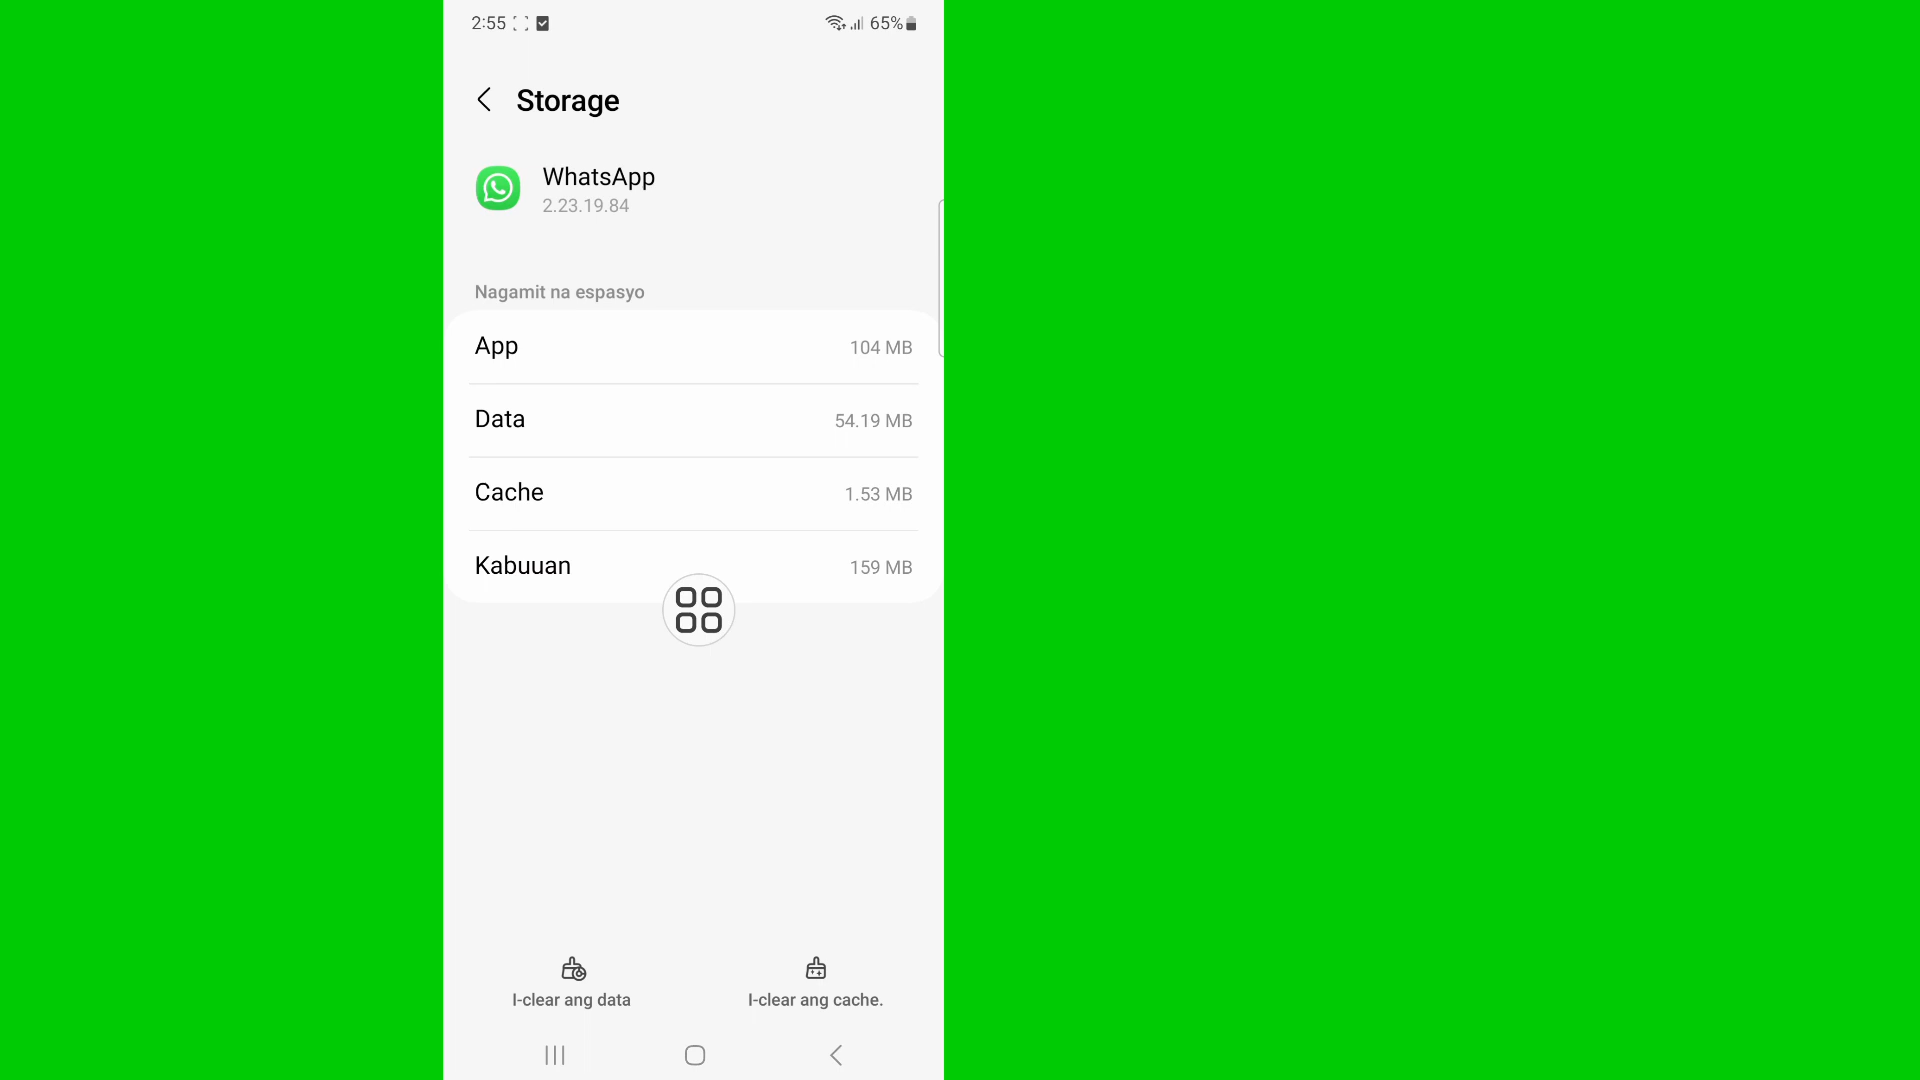 2:55 65%
Storage
WhatsApp
2.23.19.84
Nagamit na espasyo
App 104 MB
Data 54.19 MB
Cache 1.53 MB
Kabuuan 159 MB
I-clear ang data I-clear ang cache.